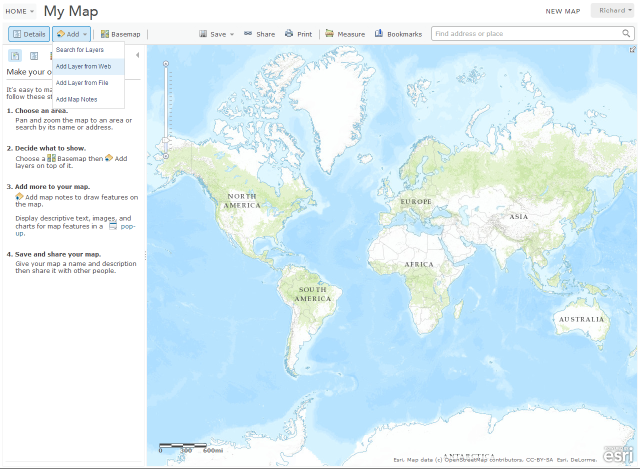 HOME
My Map
NEW MAP
Richard
Details
Add
Basemap
Save
Share
Print
Measure
Bookmarks
Find address or place
Search for Layers
Add Layer from Web
Add Layer from File
Add Map Notes
Make your o
It's easy to ma
follow these s
1. Choose an area.
Pan and zoom the map to an area or
search by its name or address.
2. Decide what to show.
Choose a Basemap then Add
layers on top of it.
3. Add more to your map.
Add map notes to draw features on
the map.
Display descriptive text, images, and
charts for map features in a pop-
up.
4. Save and share your map.
Give your map a name and description
then share it with other people.
NORTH
AMERICA
EUROPE
ASIA
AFRICA
SOUTH
AMERICA
AUSTRALIA
ANTARCTICA
0 300 600mi
Esri, Map data (c) OpenStreetMap contributors, CC-BY-SA Esri, DeLorme,
esri